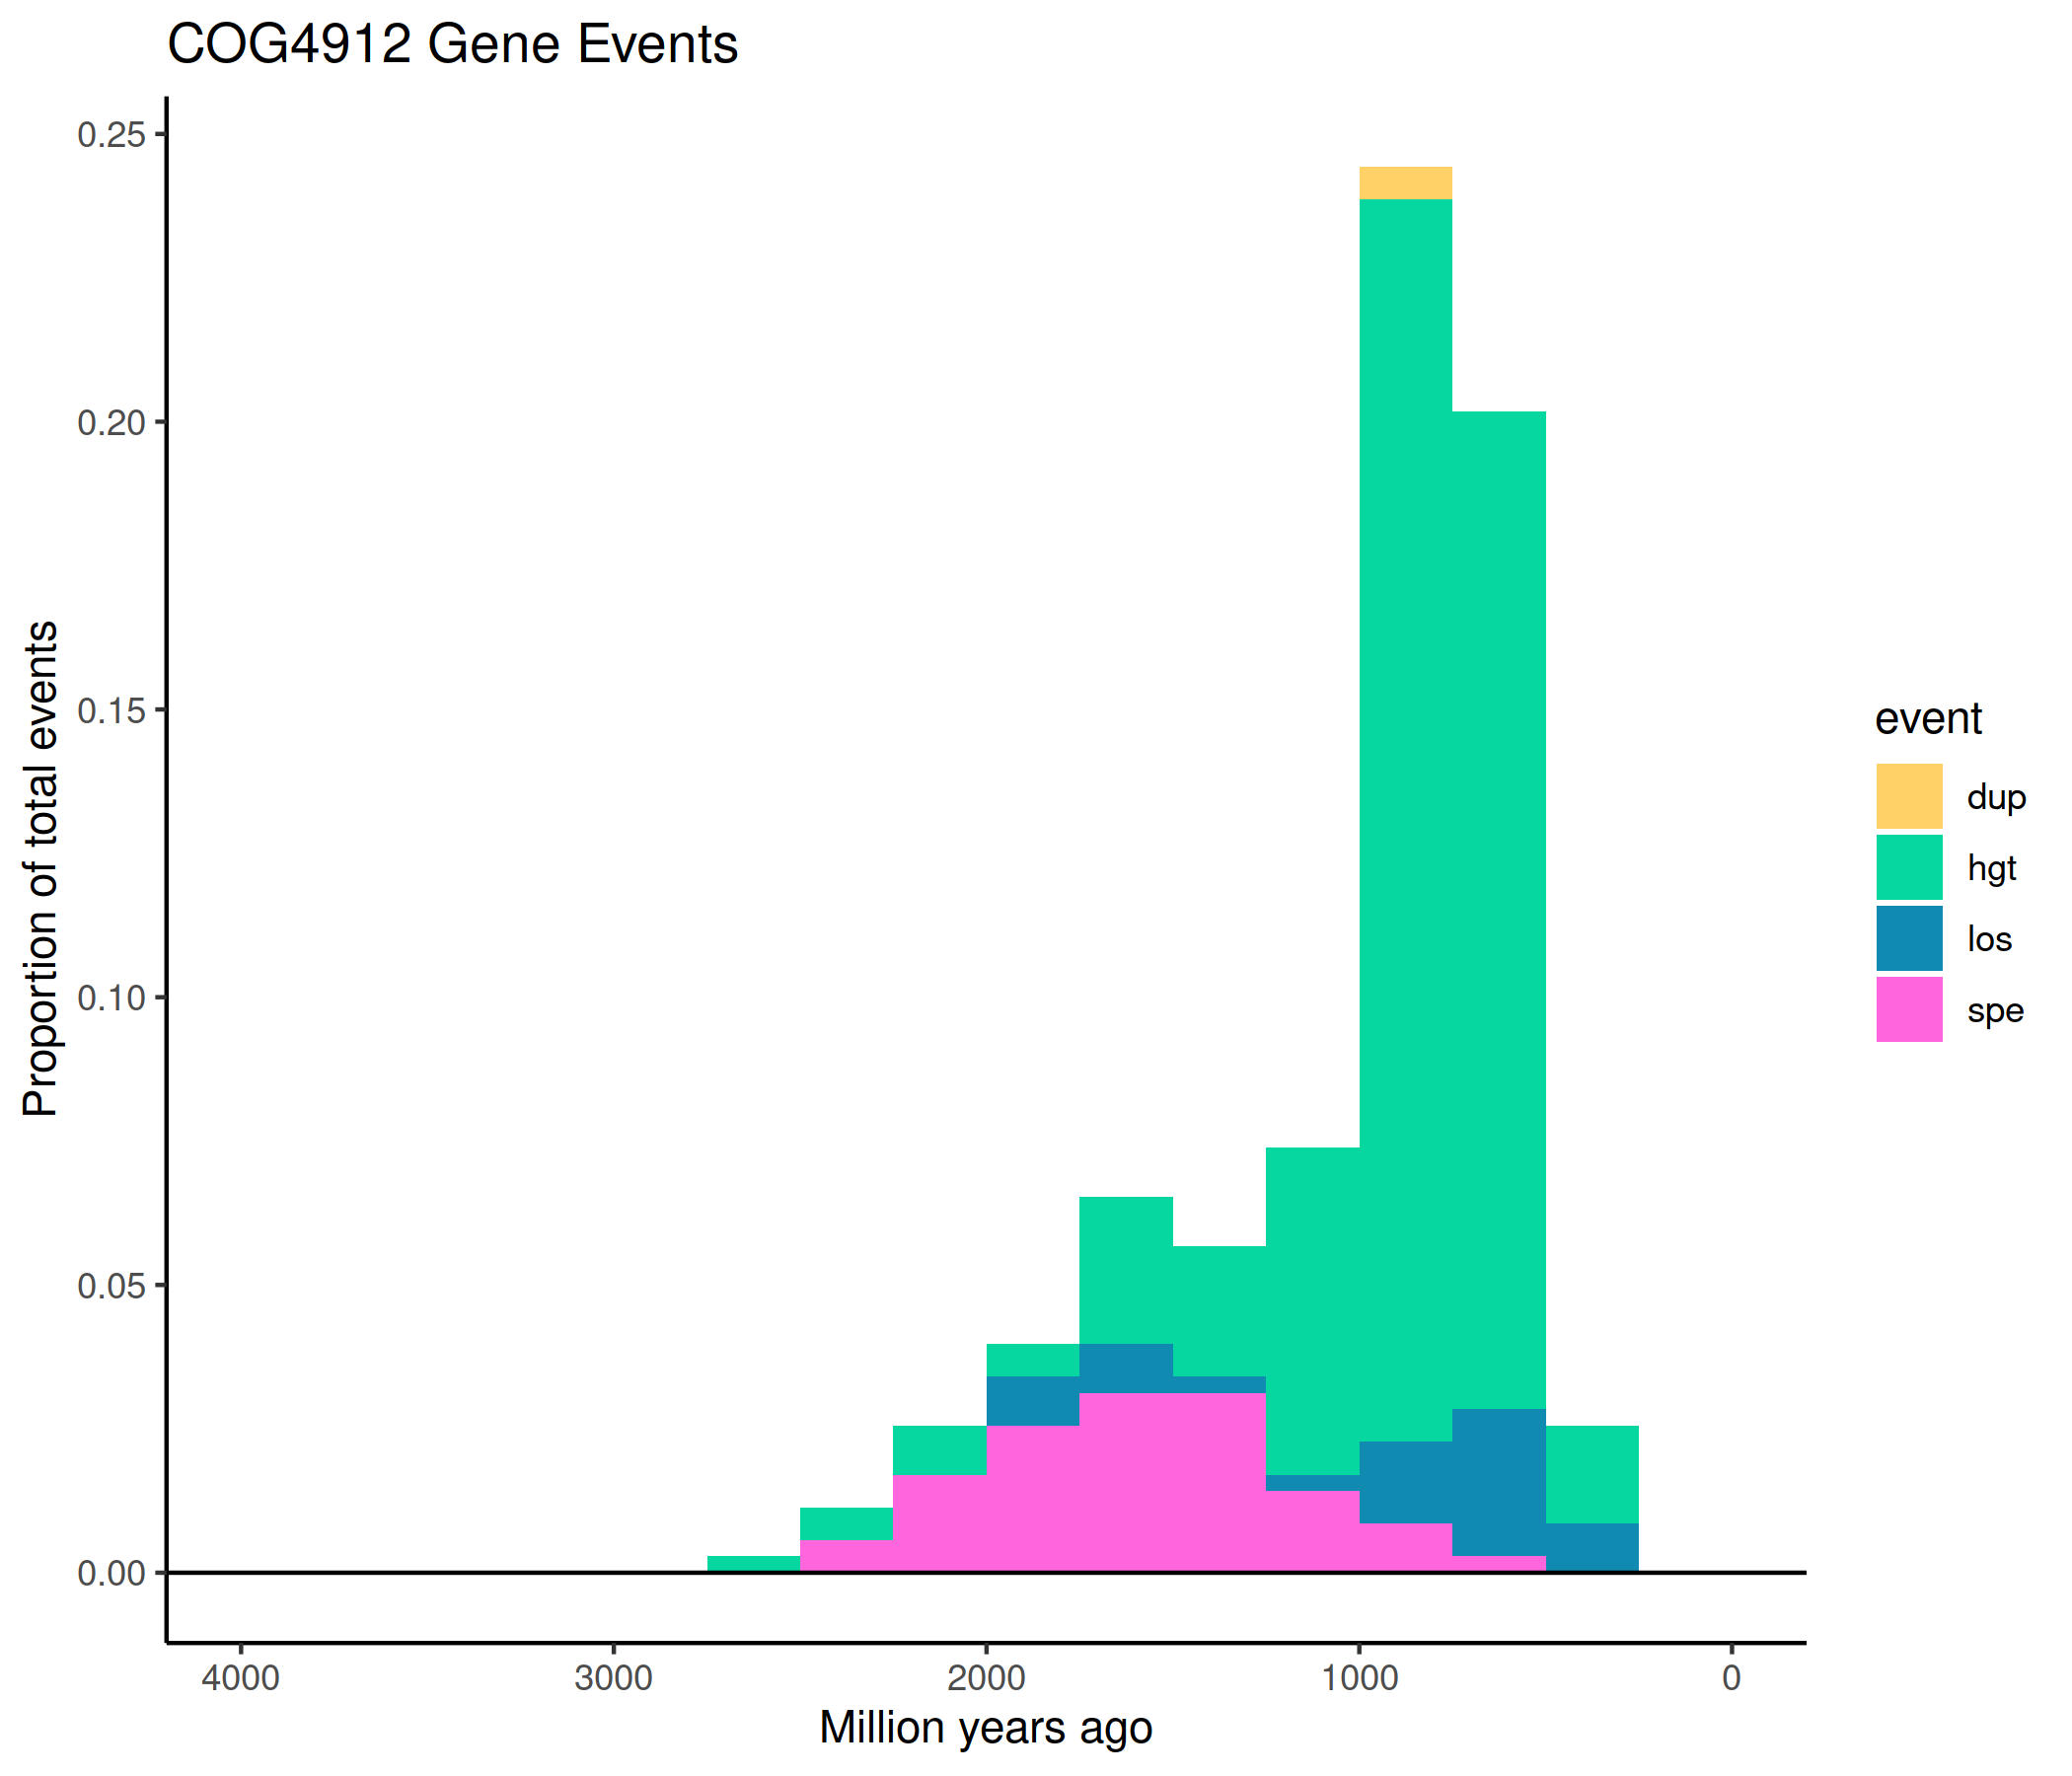 COG4912 Gene Events
Proportion of total events
0.25
0.20
0.15
0.10
0.05
0.00
4000 3000 2000 1000 0
Million years ago
event
dup
hgt
los
spe